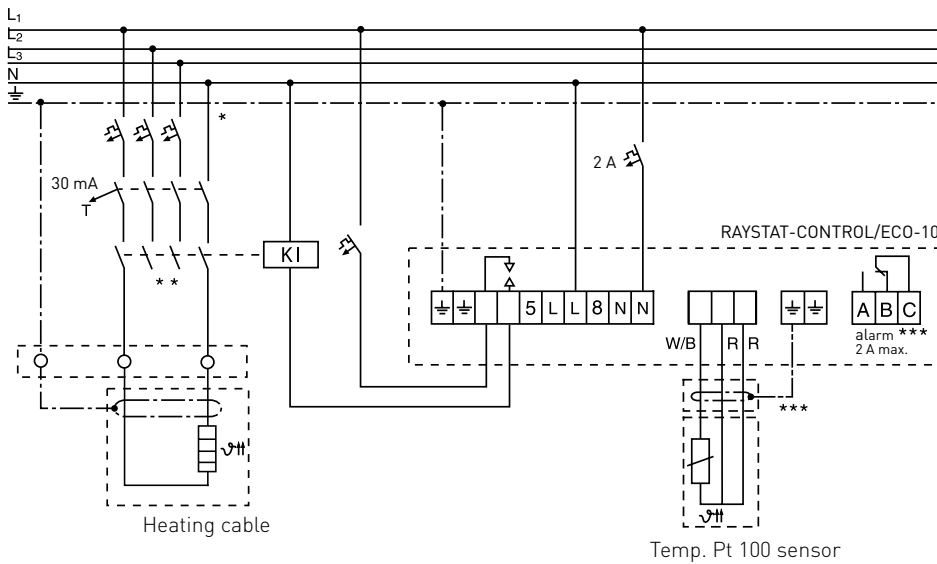 L1
L2
L3
N
*
2 A
30 mA
T
RAYSTAT-CONTROL/ECO-10
KI
* *
5 L L 8 N N
A B C
W/B R R
alarm ***
2 A max.
***
Heating cable
Temp. Pt 100 sensor